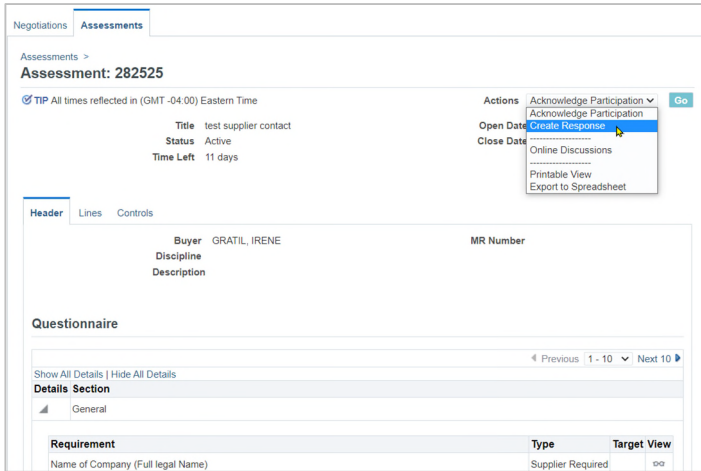 Negotiations Assessments
Assessments >
Assessment: 282525
TIP All times reflected in (GMT -04:00) Eastern Time
Actions Acknowledge Participation Go
Acknowledge Participation
Title test supplier contact
Open Date Create Response
Status Active
Close Date -------------------
Online Discussions
Time Left 11 days
-------------------
Printable View
Export to Spreadsheet
Header Lines Controls
Buyer GRATIL, IRENE MR Number
Discipline
Description
Questionnaire
Previous 1 - 10 Next 10
Show All Details | Hide All Details
Details Section
General
Requirement Type Target View
Name of Company (Full legal Name) Supplier Required